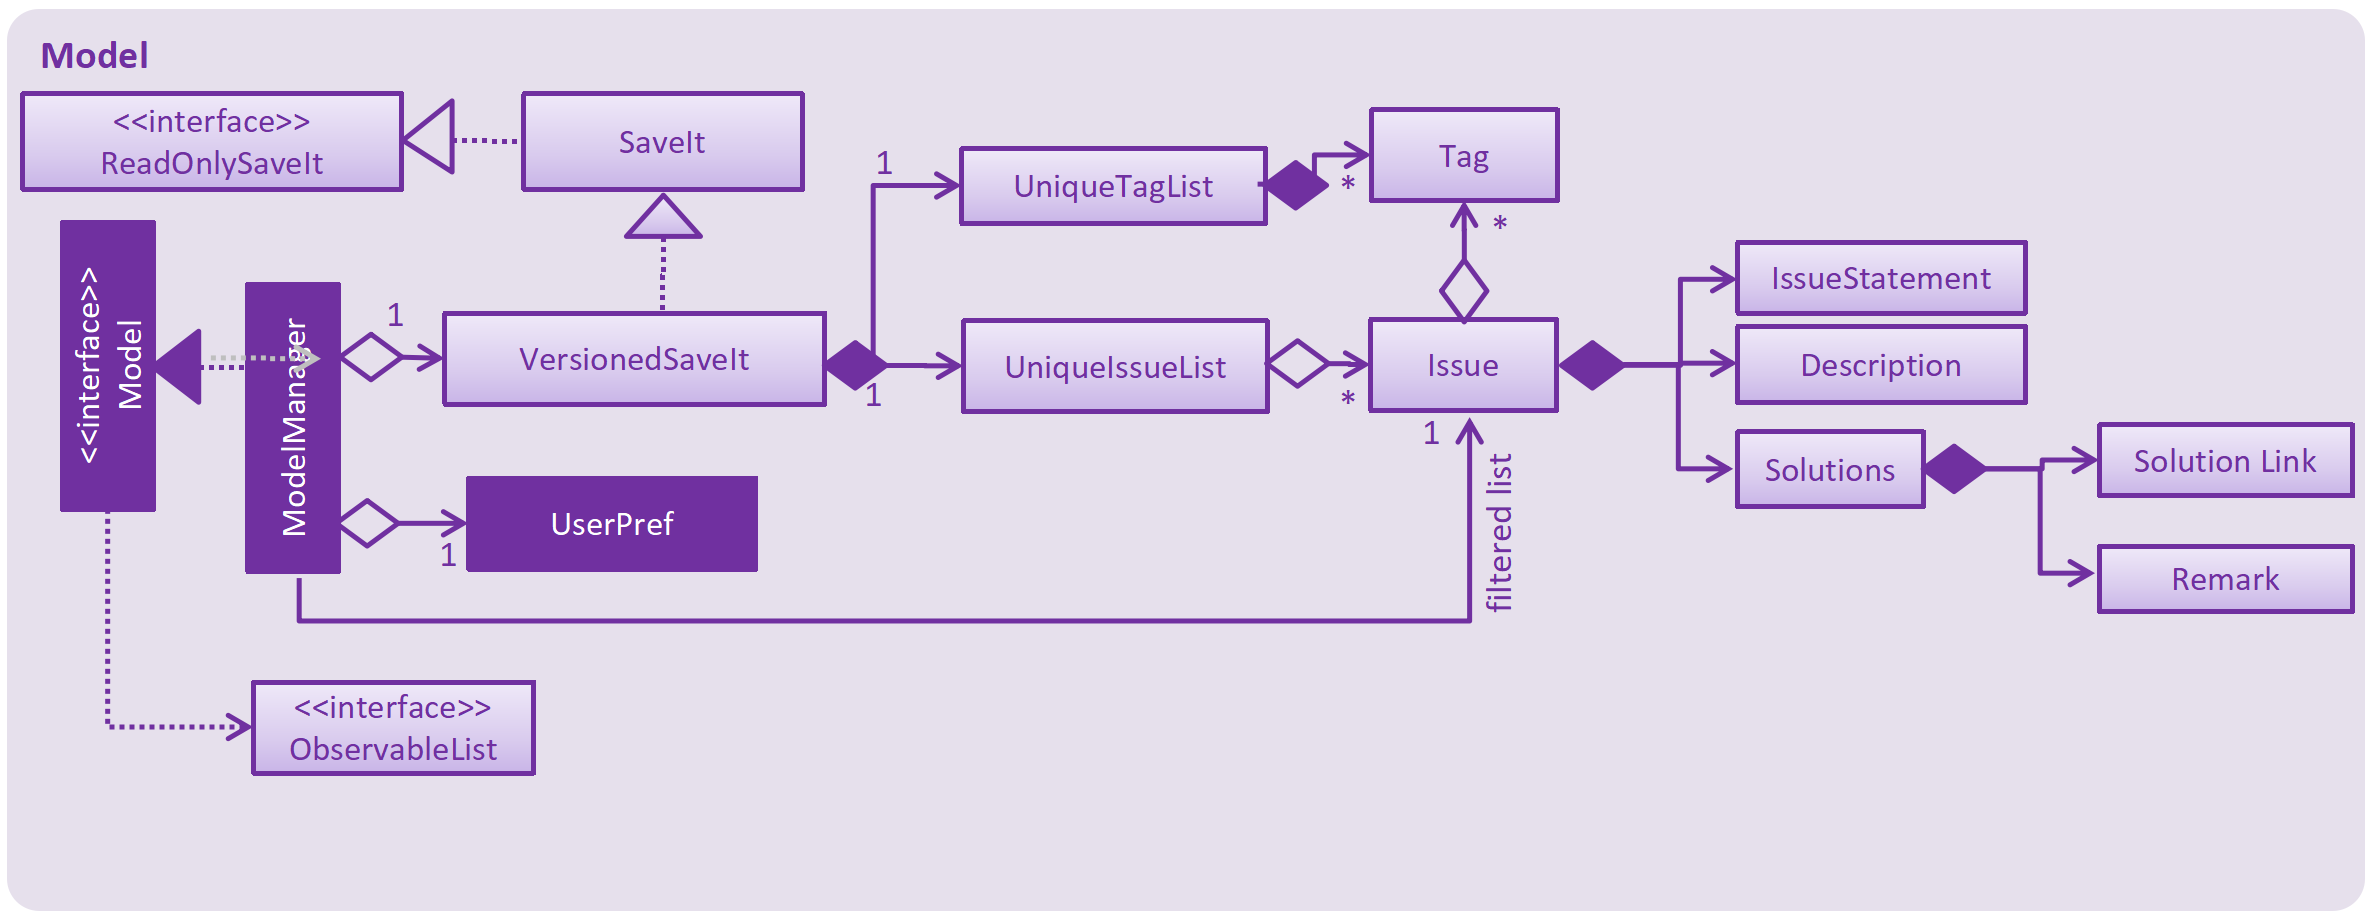 Model
<<interface>>
ReadOnlySaveIt
SaveIt
<<interface>>
Model
ModelManager
1
VersionedSaveIt
1
UserPref
1
UniqueTagList
*
Tag
*
1
UniqueIssueList
*
Issue
1
filtered list
IssueStatement
Description
Solutions
Solution Link
Remark
<<interface>>
ObservableList